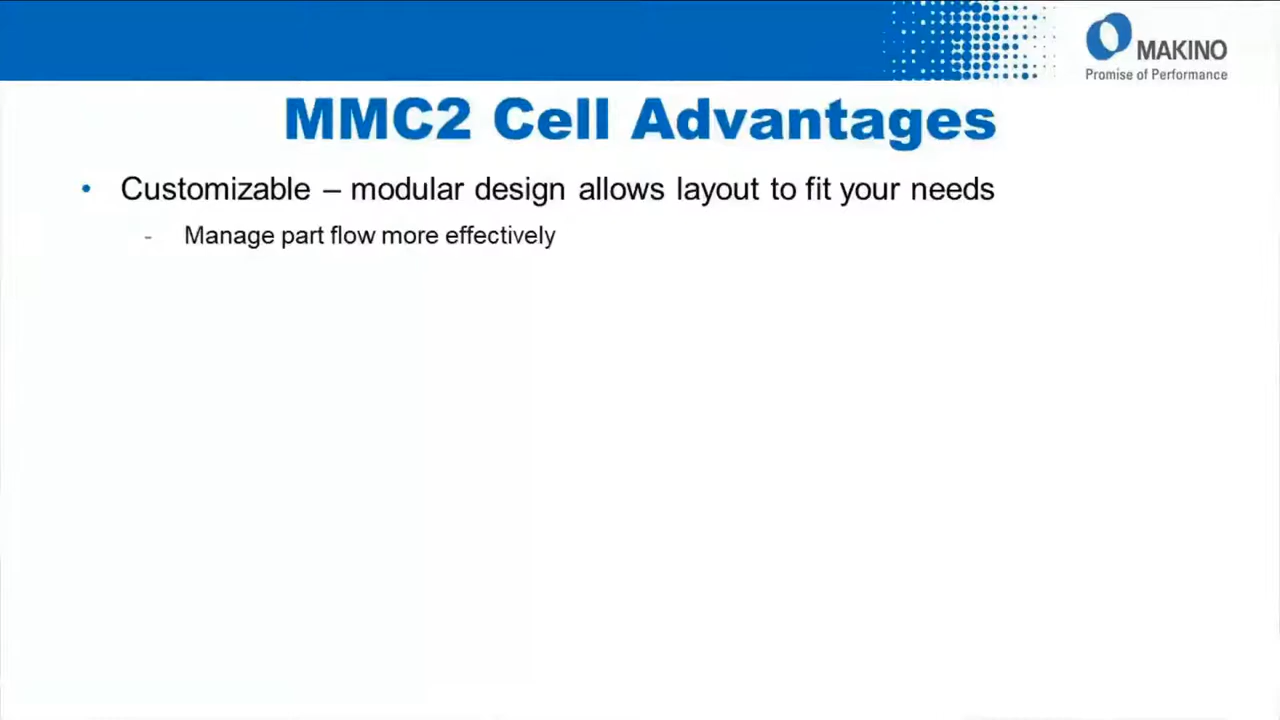 MAKINO
Promise of Performance
MMC2 Cell Advantages
• Customizable – modular design allows layout to fit your needs
- Manage part flow more effectively